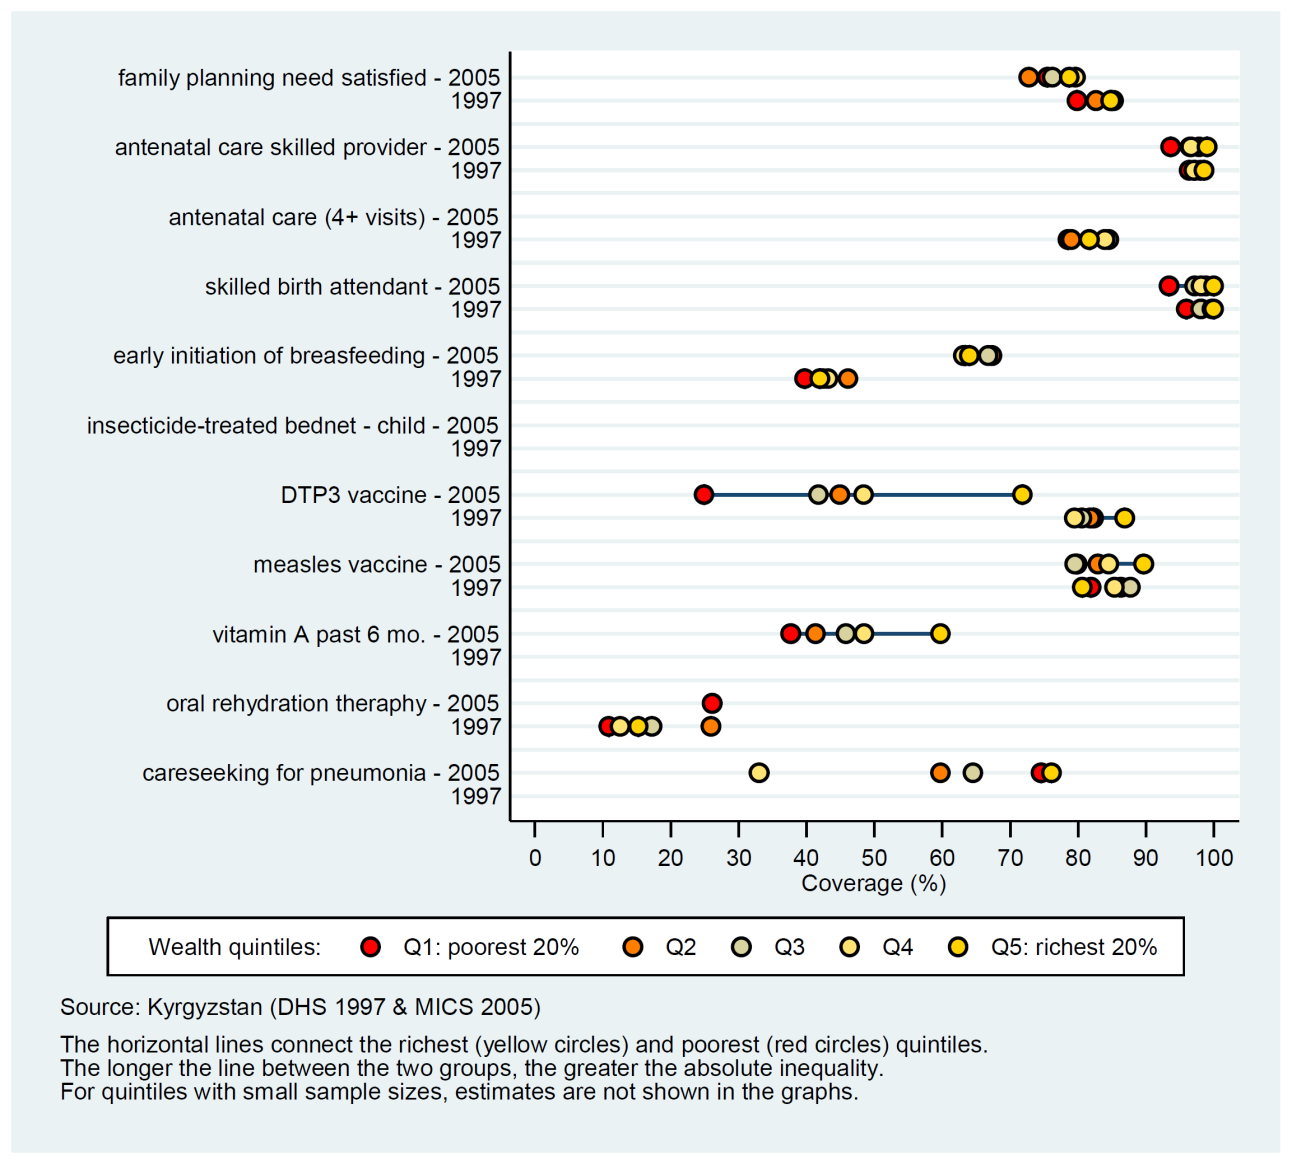 family planning need satisfied - 2005
1997
antenatal care skilled provider - 2005
1997
antenatal care (4+ visits) - 2005
1997
skilled birth attendant - 2005
1997
early initiation of breasfeeding - 2005
1997
insecticide-treated bednet - child - 2005
1997
DTP3 vaccine - 2005
1997
measles vaccine - 2005
1997
vitamin A past 6 mo. - 2005
1997
oral rehydration theraphy - 2005
1997
careseeking for pneumonia - 2005
1997
0 10 20 30 40 50 60 70 80 90 100
Coverage (%)
Wealth quintiles: Q1: poorest 20% Q2 Q3 Q4 Q5: richest 20%
Source: Kyrgyzstan (DHS 1997 & MICS 2005)
The horizontal lines connect the richest (yellow circles) and poorest (red circles) quintiles.
The longer the line between the two groups, the greater the absolute inequality.
For quintiles with small sample sizes, estimates are not shown in the graphs.